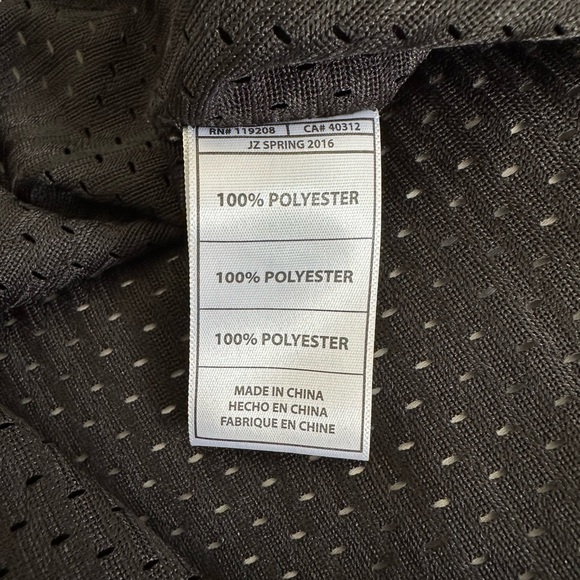 RN# 119208 CA# 40312
JZ SPRING 2016
100% POLYESTER
100% POLYESTER
100% POLYESTER
MADE IN CHINA
HECHO EN CHINA
FABRIQUE EN CHINE